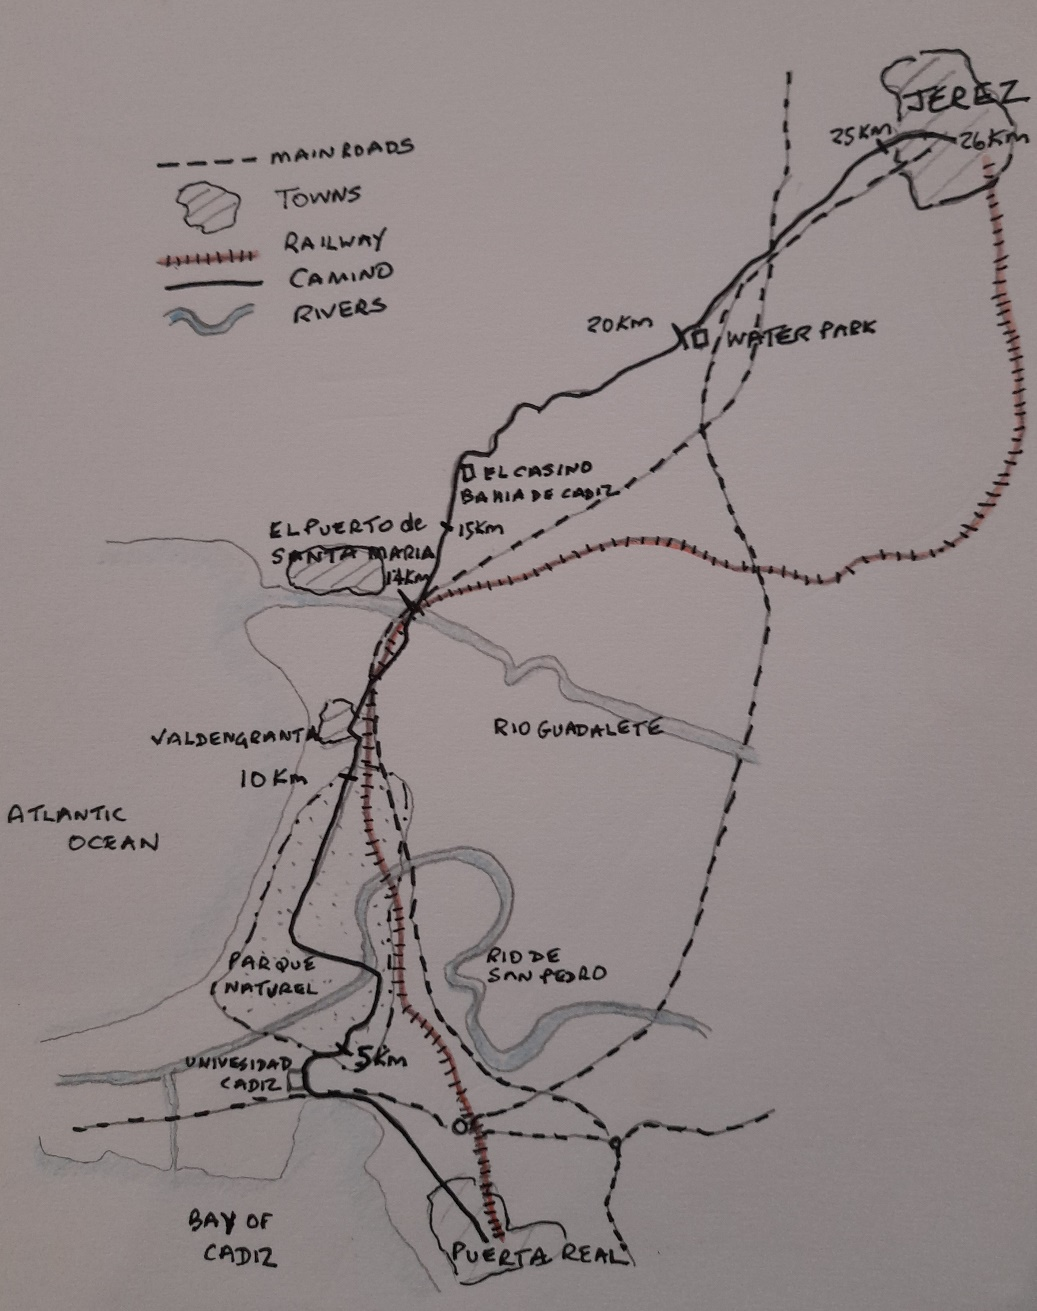 JEREZ
25Km
26Km
MAIN ROADS
TOWNS
RAILWAY
CAMINO
RIVERS
20Km
WATER PARK
EL CASINO
BAHIA DE CADIZ
15Km
EL PUERTO de
SANTA MARIA
14Km
RIO GUADALETE
VALDENGRANTA
10 Km
ATLANTIC
OCEAN
RIO DE
SAN PEDRO
PARQUE
NATUREL
5Km
UNIVESIDAD
CADIZ
BAY OF
CADIZ
PUERTA REAL